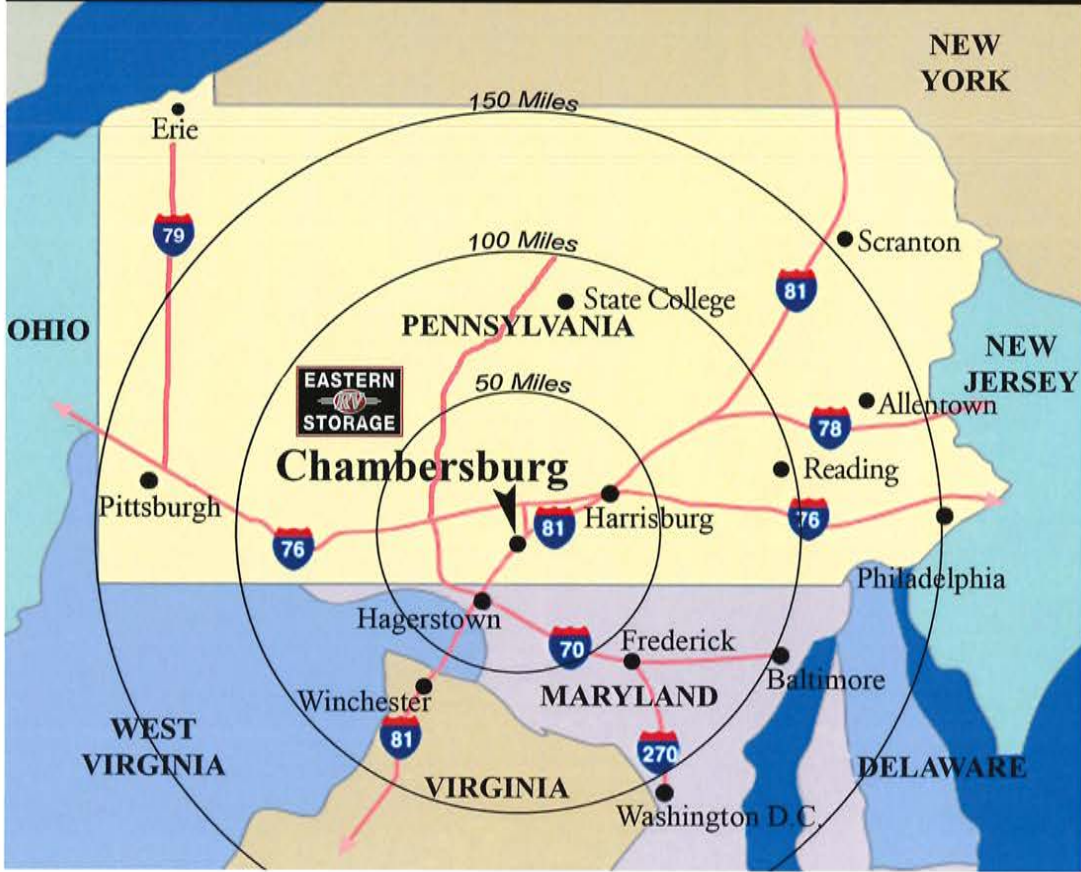 NEW
YORK
150 Miles
Erie
79
100 Miles
Scranton
81
State College
OHIO
PENNSYLVANIA
NEW
JERSEY
50 Miles
EASTERN
RV
STORAGE
Allentown
78
Chambersburg
Reading
Pittsburgh
Harrisburg
81
76
76
Philadelphia
Hagerstown
70
Frederick
Baltimore
Winchester
MARYLAND
81
WEST
VIRGINIA
270
DELAWARE
VIRGINIA
Washington D.C.